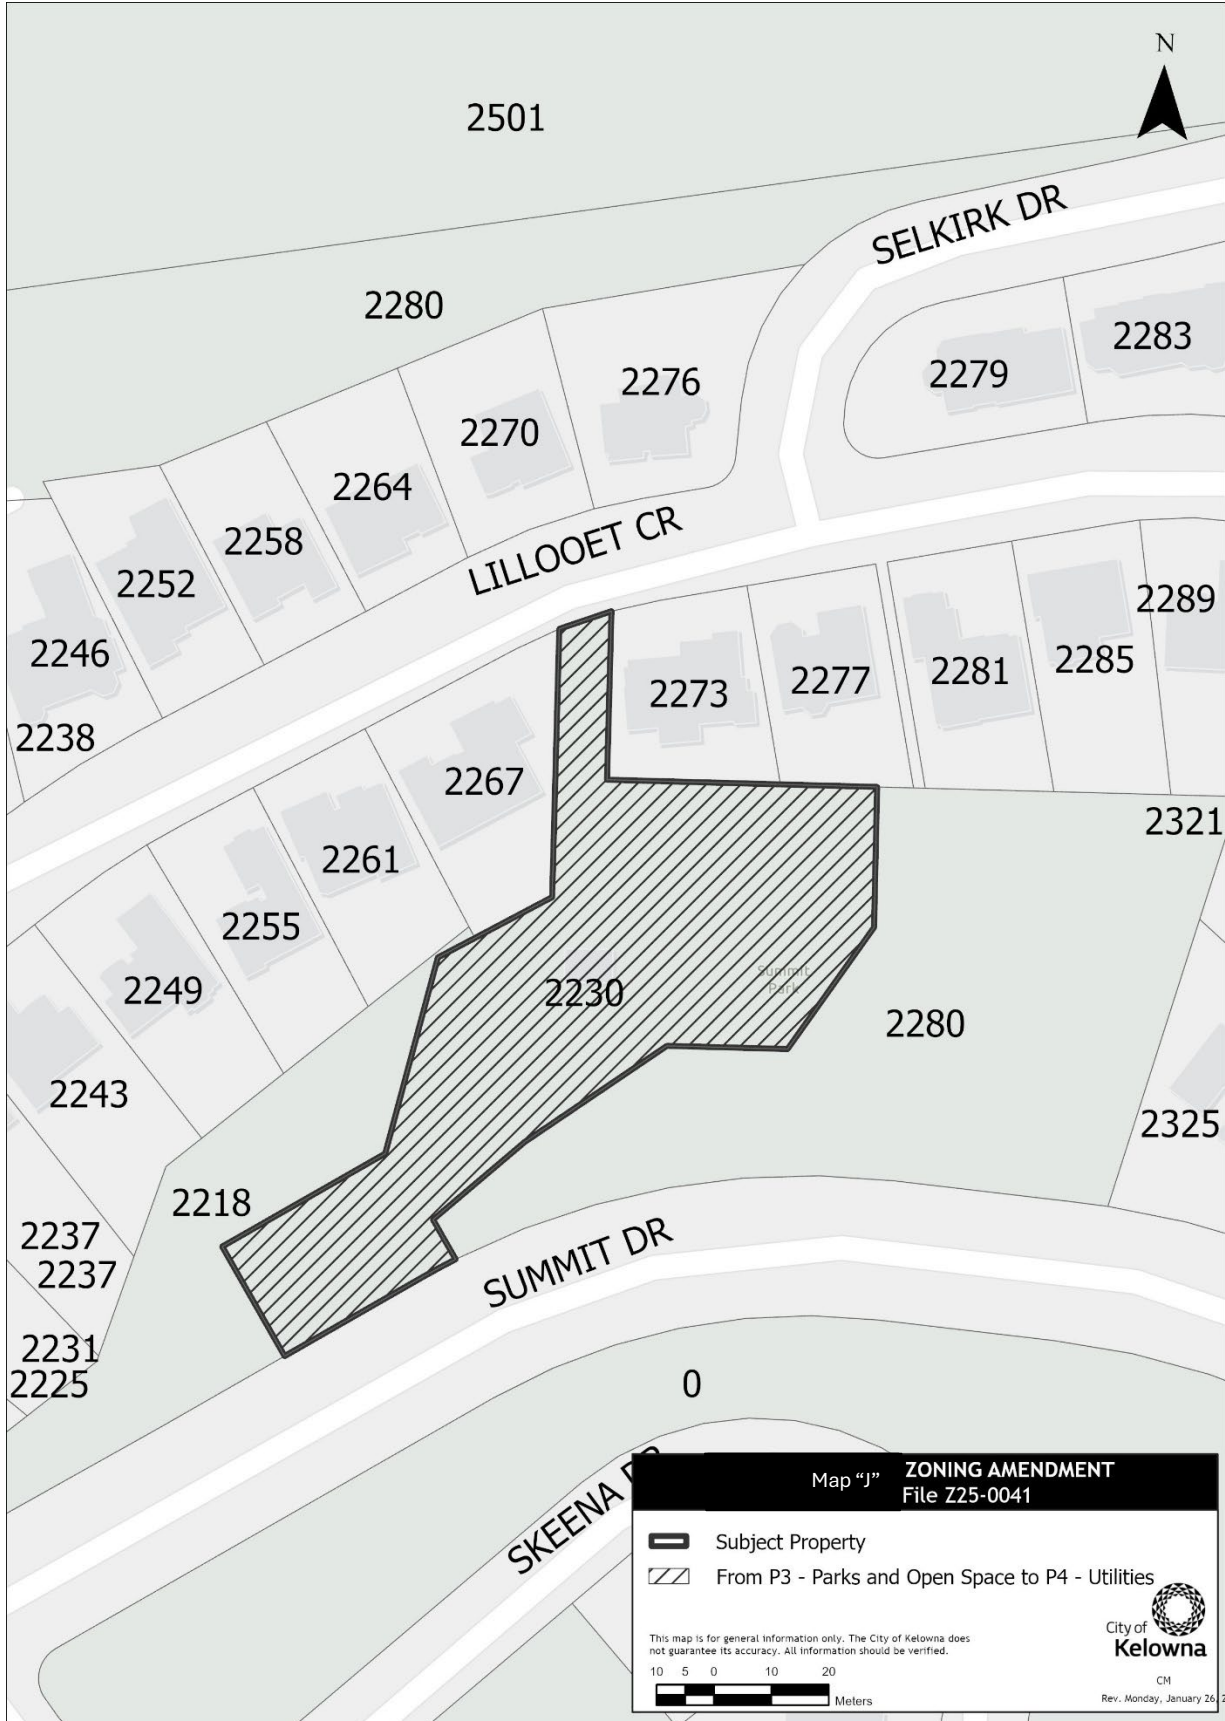 N
2501
SELKIRK DR
2280
2283
2279
2276
2270
2264
2258
LILLOOET CR
2252
2289
2246
2285
2281
2277
2273
2238
2267
2321
2261
2255
2249
Summit
Park
2230
2280
2243
2325
2218
2237
2237
SUMMIT DR
2231
2225
0
SKEENA DR
Map “J”
ZONING AMENDMENT
File Z25-0041
Subject Property
From P3 - Parks and Open Space to P4 - Utilities
This map is for general information only. The City of Kelowna does
not guarantee its accuracy. All information should be verified.
City of
Kelowna
10 5 0 10 20
Meters
CM
Rev. Monday, January 26, 2